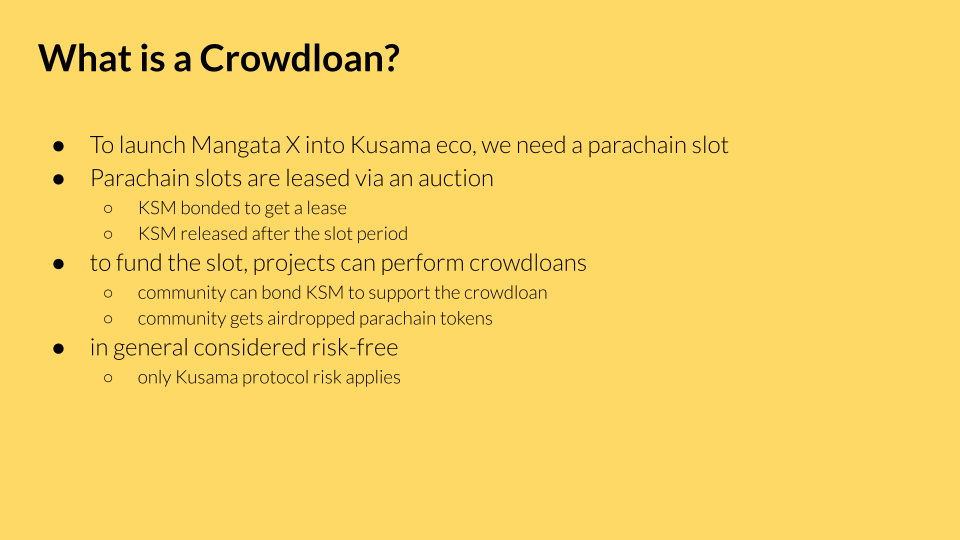 What is a Crowdloan?
● To launch Mangata X into Kusama eco, we need a parachain slot
● Parachain slots are leased via an auction
○ KSM bonded to get a lease
○ KSM released after the slot period
● to fund the slot, projects can perform crowdloans
○ community can bond KSM to support the crowdloan
○ community gets airdropped parachain tokens
● in general considered risk-free
○ only Kusama protocol risk applies